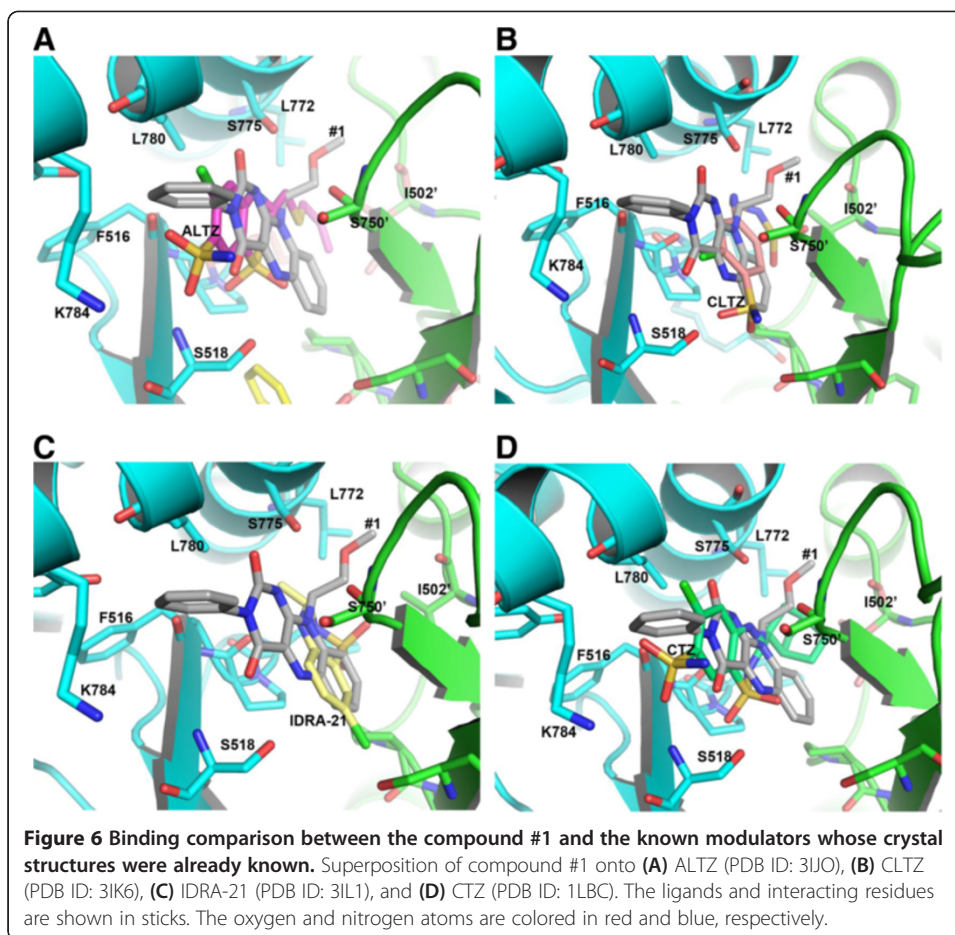 A
L772
S775
L780
#1
I502'
F516
ALTZ
S750'
K784
S518
B
L772
S775
L780
#1
I502'
F516
S750'
K784
CLTZ
S518
C
L772
S775
#1
L780
S750'
I502'
F516
K784
IDRA-21
S518
D
S775
L772
#1
L780
I502'
S750'
CTZ
F516
K784
S518
Figure 6 Binding comparison between the compound #1 and the known modulators whose crystal
structures were already known. Superposition of compound #1 onto (A) ALTZ (PDB ID: 3IJO), (B) CLTZ
(PDB ID: 3IK6), (C) IDRA-21 (PDB ID: 3IL1), and (D) CTZ (PDB ID: 1LBC). The ligands and interacting residues
are shown in sticks. The oxygen and nitrogen atoms are colored in red and blue, respectively.